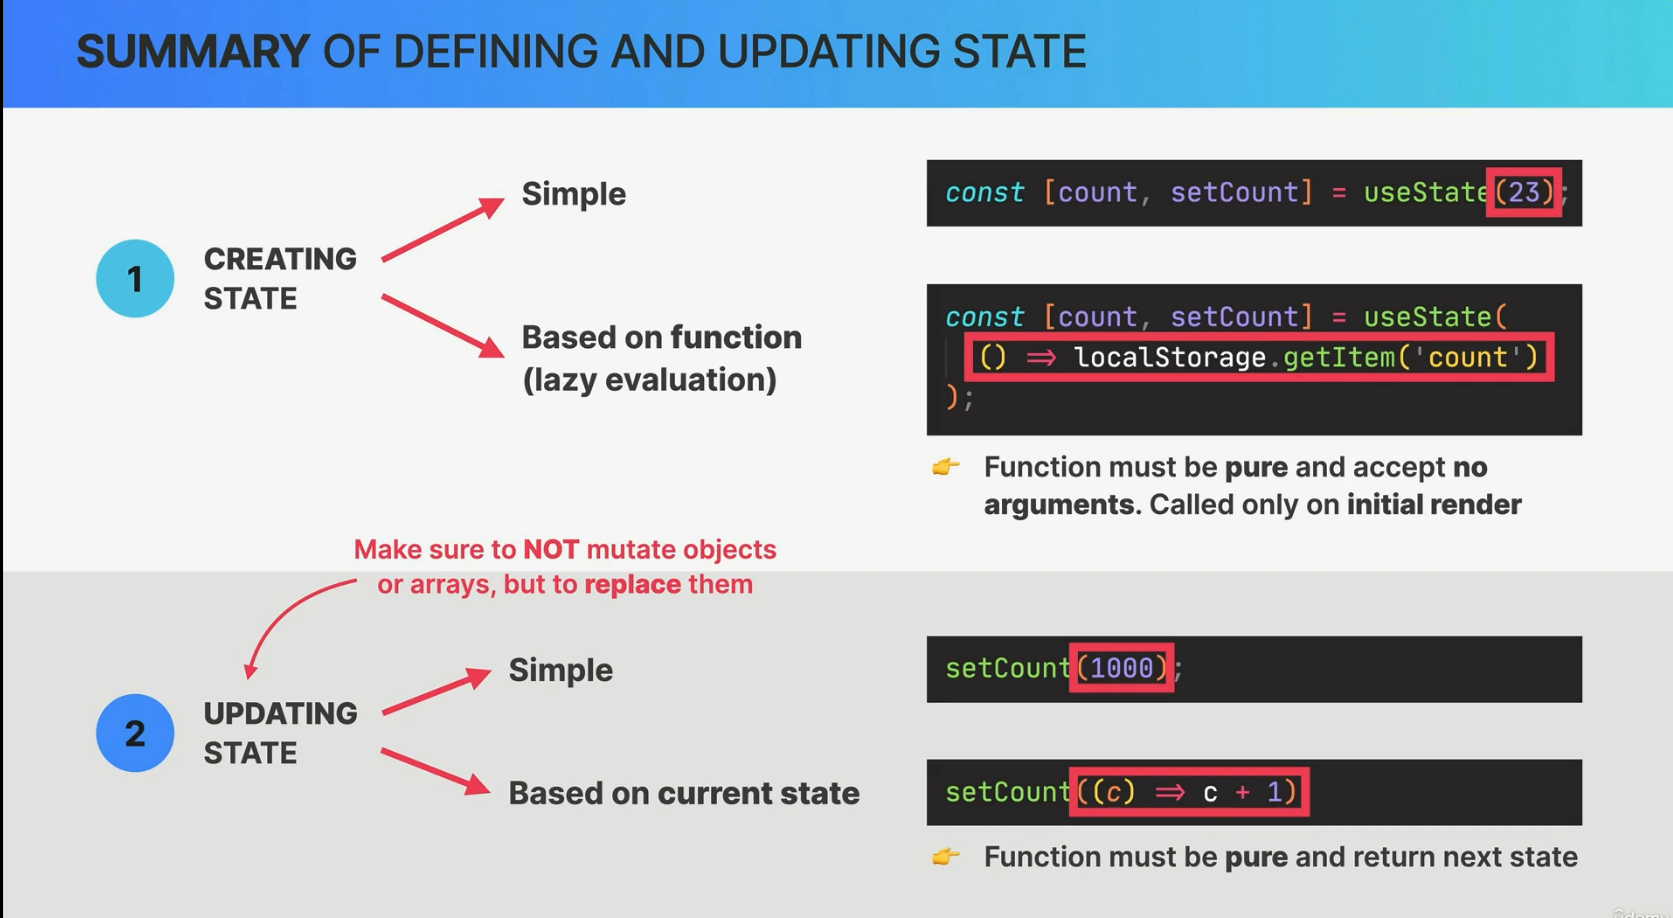 SUMMARY OF DEFINING AND UPDATING STATE
1
CREATING
STATE
Simple
const [count, setCount] = useState(23);
Based on function
(lazy evaluation)
const [count, setCount] = useState(
() ⇒ localStorage.getItem('count')
);
👉 Function must be pure and accept no
arguments. Called only on initial render
Make sure to NOT mutate objects
or arrays, but to replace them
2
UPDATING
STATE
Simple
setCount(1000);
Based on current state
setCount((c) ⇒ c + 1)
👉 Function must be pure and return next state